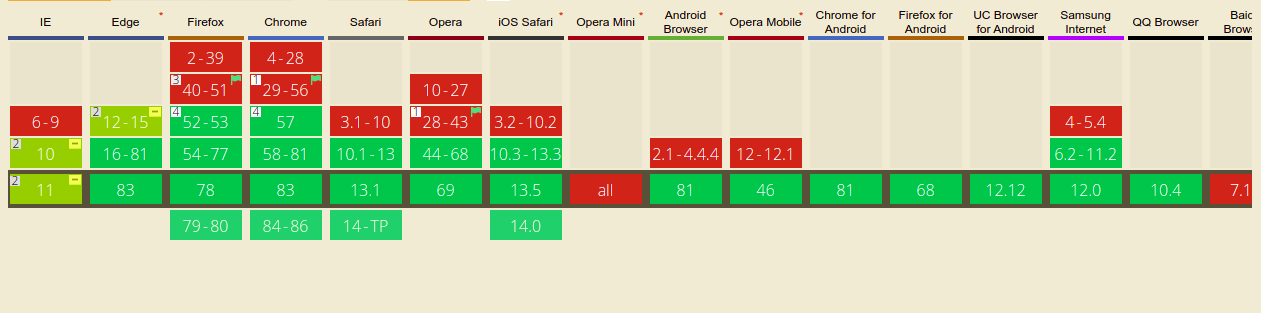 IE Edge * Firefox Chrome Safari Opera iOS Safari * Opera Mini * Android Browser * Opera Mobile * Chrome for Android Firefox for Android UC Browser for Android Samsung Internet QQ Browser Baid Brows
2-39 4-28
3 40-51 1 29-56 10-27
6-9 2 12-15 4 52-53 4 57 3.1-10 1 28-43 3.2-10.2 4-5.4
2 10 16-81 54-77 58-81 10.1-13 44-68 10.3-13.3 2.1-4.4.4 12-12.1 6.2-11.2
2 11 83 78 83 13.1 69 13.5 all 81 46 81 68 12.12 12.0 10.4 7.1
79-80 84-86 14-TP 14.0